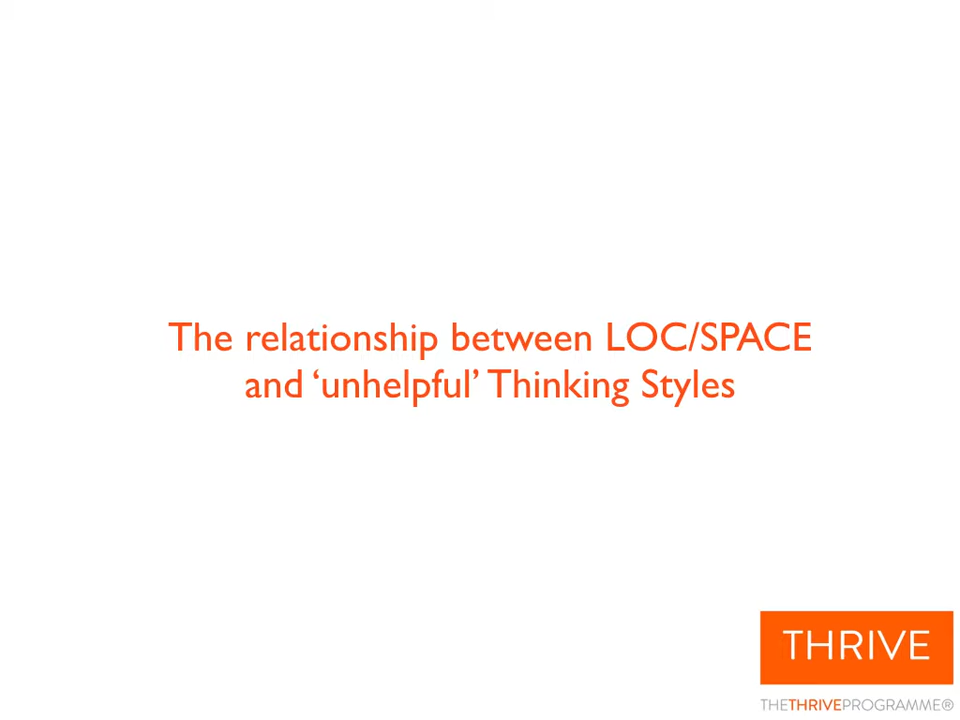 The relationship between LOC/SPACE
and ‘unhelpful’ Thinking Styles
THRIVE
THETHRIVEPROGRAMME®